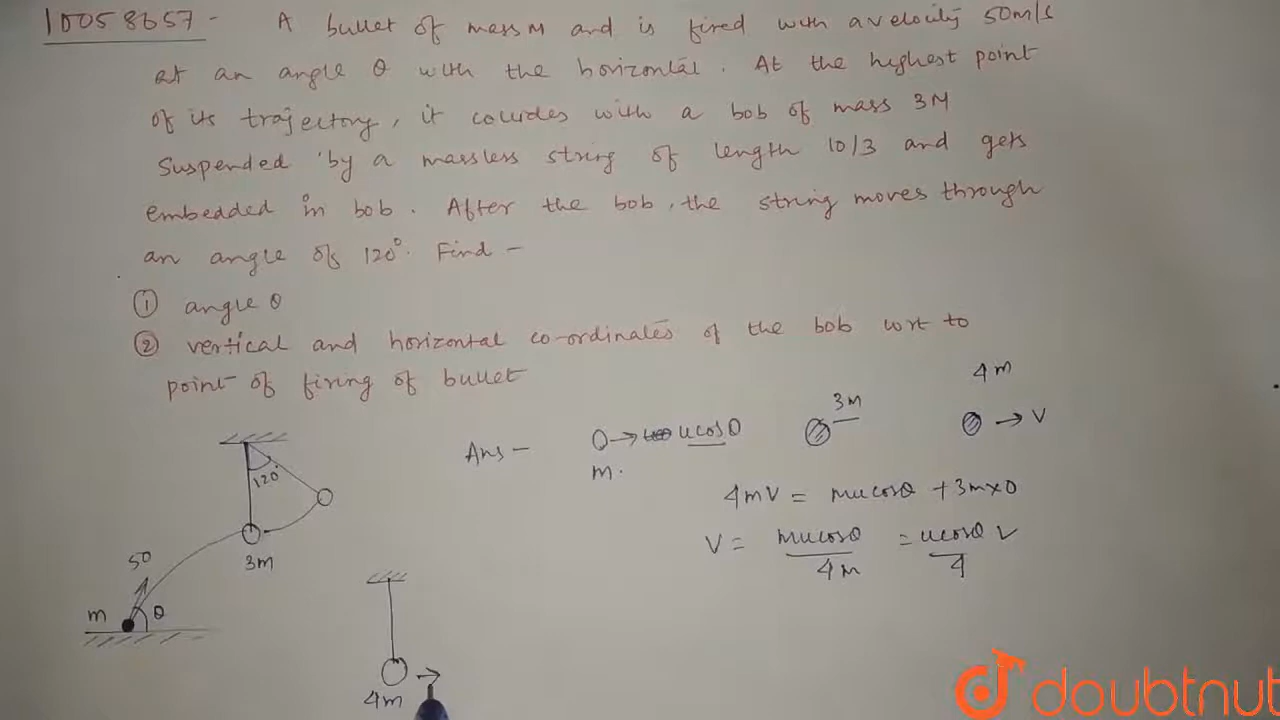 10058657 - A bullet of mass M and is fired with a velocity 50m/s
at an angle θ with the horizontal. At the highest point
of its trajectory, it collides with a bob of mass 3M
suspended by a massless string of length 10/3 and gets
embedded in bob. After the bob, the string moves through
an angle of 120°. Find -
① angle θ
② vertical and horizontal co-ordinates of the bob wrt to
point of firing of bullet
4m
3M
Ans - → ucosθ → V
m.
120°
4mV = mucosθ + 3m×0
V = mucosθ/4m = ucosθ/4
50
3m
m θ
4m
doubtnut